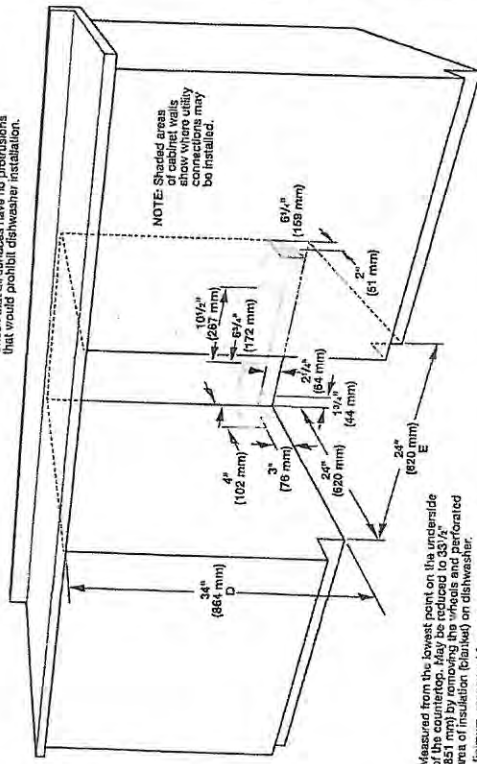 that would prohibit dishwasher installation.
NOTE: Shaded areas
of cabinet walls
show where utility
connections may
be installed.
10½"
(267 mm)
6¾"
(172 mm)
6¼"
(159 mm)
2"
(51 mm)
4"
(102 mm)
3"
(76 mm)
2¼"
(64 mm)
1¾"
(44 mm)
24"
(620 mm)
34"
(864 mm)
D
24"
(620 mm)
E
Measured from the lowest point on the underside
of the countertop. May be reduced to 33½"
851 mm) by removing the wheels and perforated
area of insulation (blanket) on dishwasher.